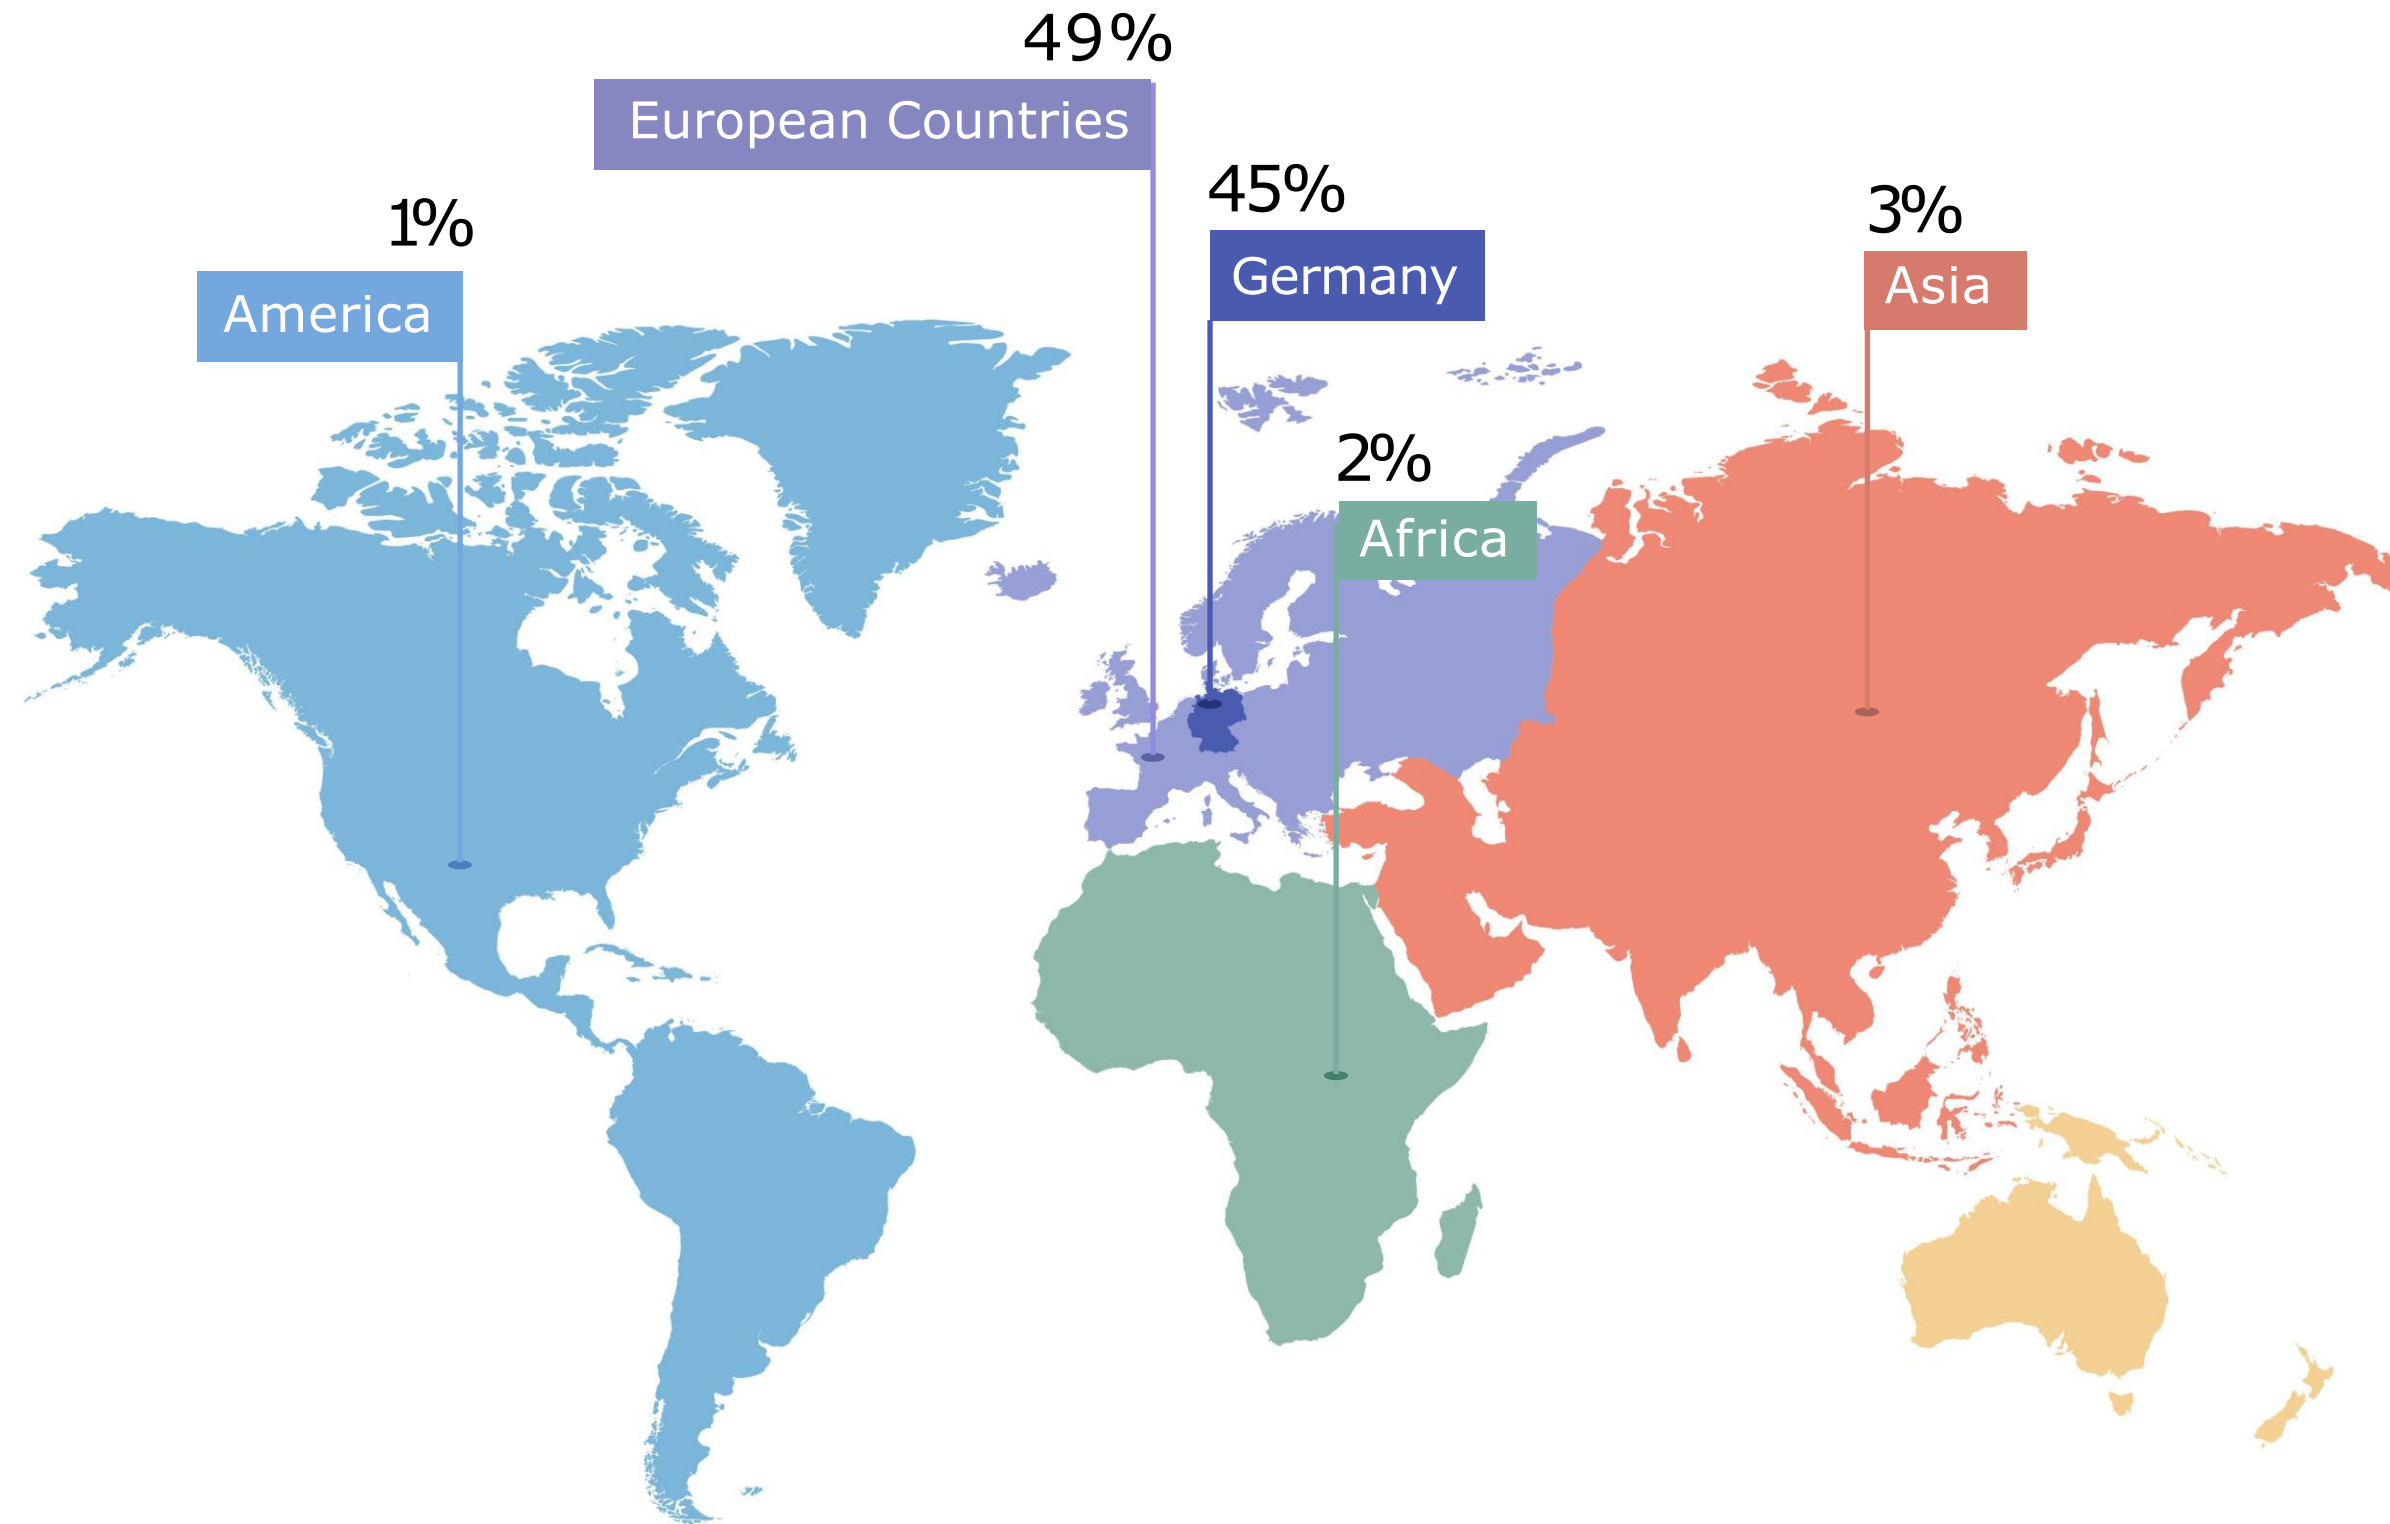 49%
European Countries
45%
Germany
1%
America
3%
Asia
2%
Africa